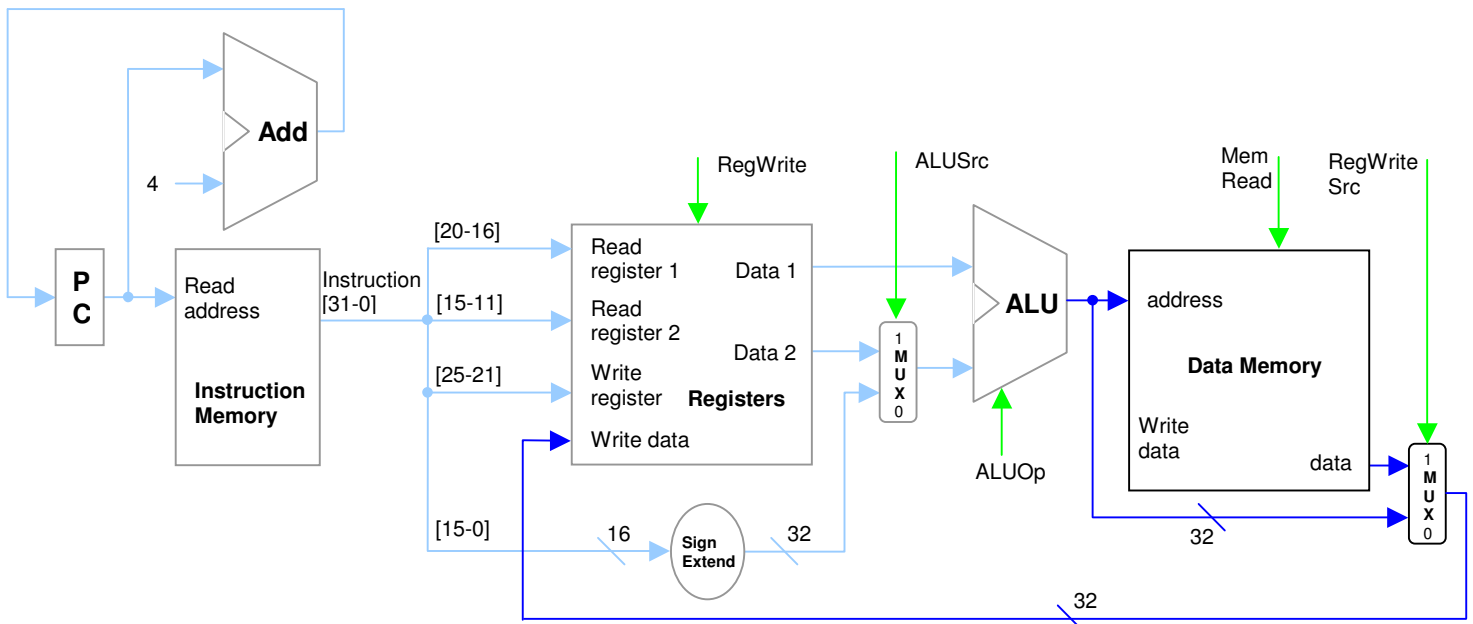 Add
4
P
C
Read
address
Instruction
Memory
Instruction
[31-0]
[20-16]
[15-11]
[25-21]
[15-0]
16
Sign
Extend
32
RegWrite
Read
register 1
Read
register 2
Write
register
Write data
Data 1
Data 2
Registers
ALUSrc
1
M
U
X
0
ALU
ALUOp
Mem
Read
address
Data Memory
Write
data
data
RegWrite
Src
1
M
U
X
0
32
32